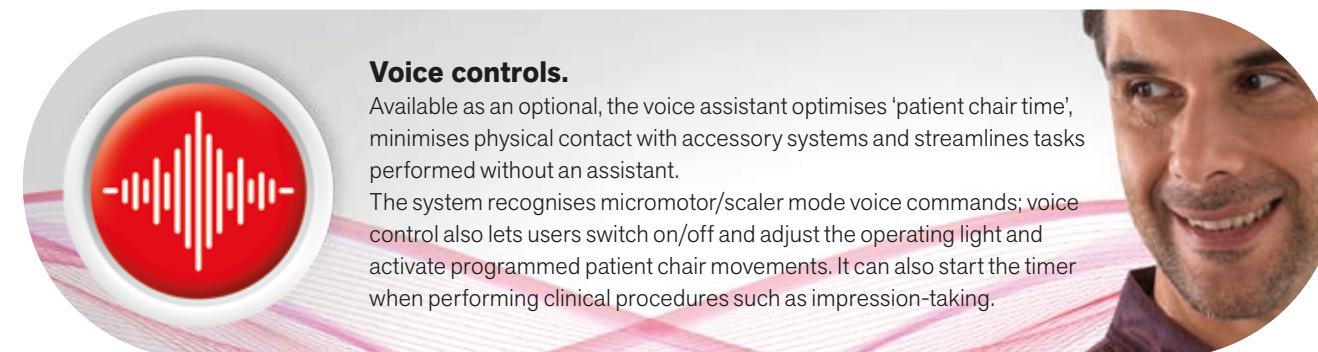 Voice controls.
Available as an optional, the voice assistant optimises ‘patient chair time’,
minimises physical contact with accessory systems and streamlines tasks
performed without an assistant.
The system recognises micromotor/scaler mode voice commands; voice
control also lets users switch on/off and adjust the operating light and
activate programmed patient chair movements. It can also start the timer
when performing clinical procedures such as impression-taking.